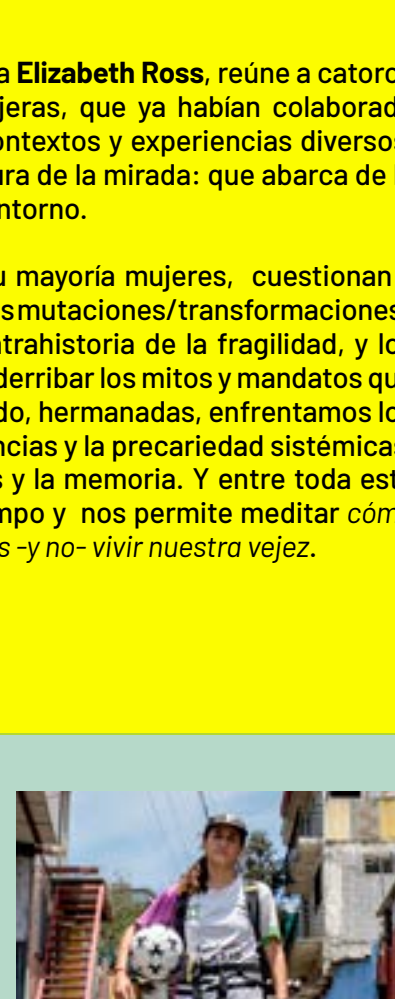 a Elizabeth Ross, reúne a catorc
jeras, que ya habían colaborad
ontextos y experiencias diversos
ura de la mirada: que abarca de
ntorno.
u mayoría mujeres, cuestionan
s mutaciones/transformaciones
ntrahistoria de la fragilidad, y lo
derribar los mitos y mandatos qu
do, hermanadas, enfrentamos lo
ncias y la precariedad sistémicas
s y la memoria. Y entre toda est
mpo y nos permite meditar cóm
s -y no- vivir nuestra vejez.